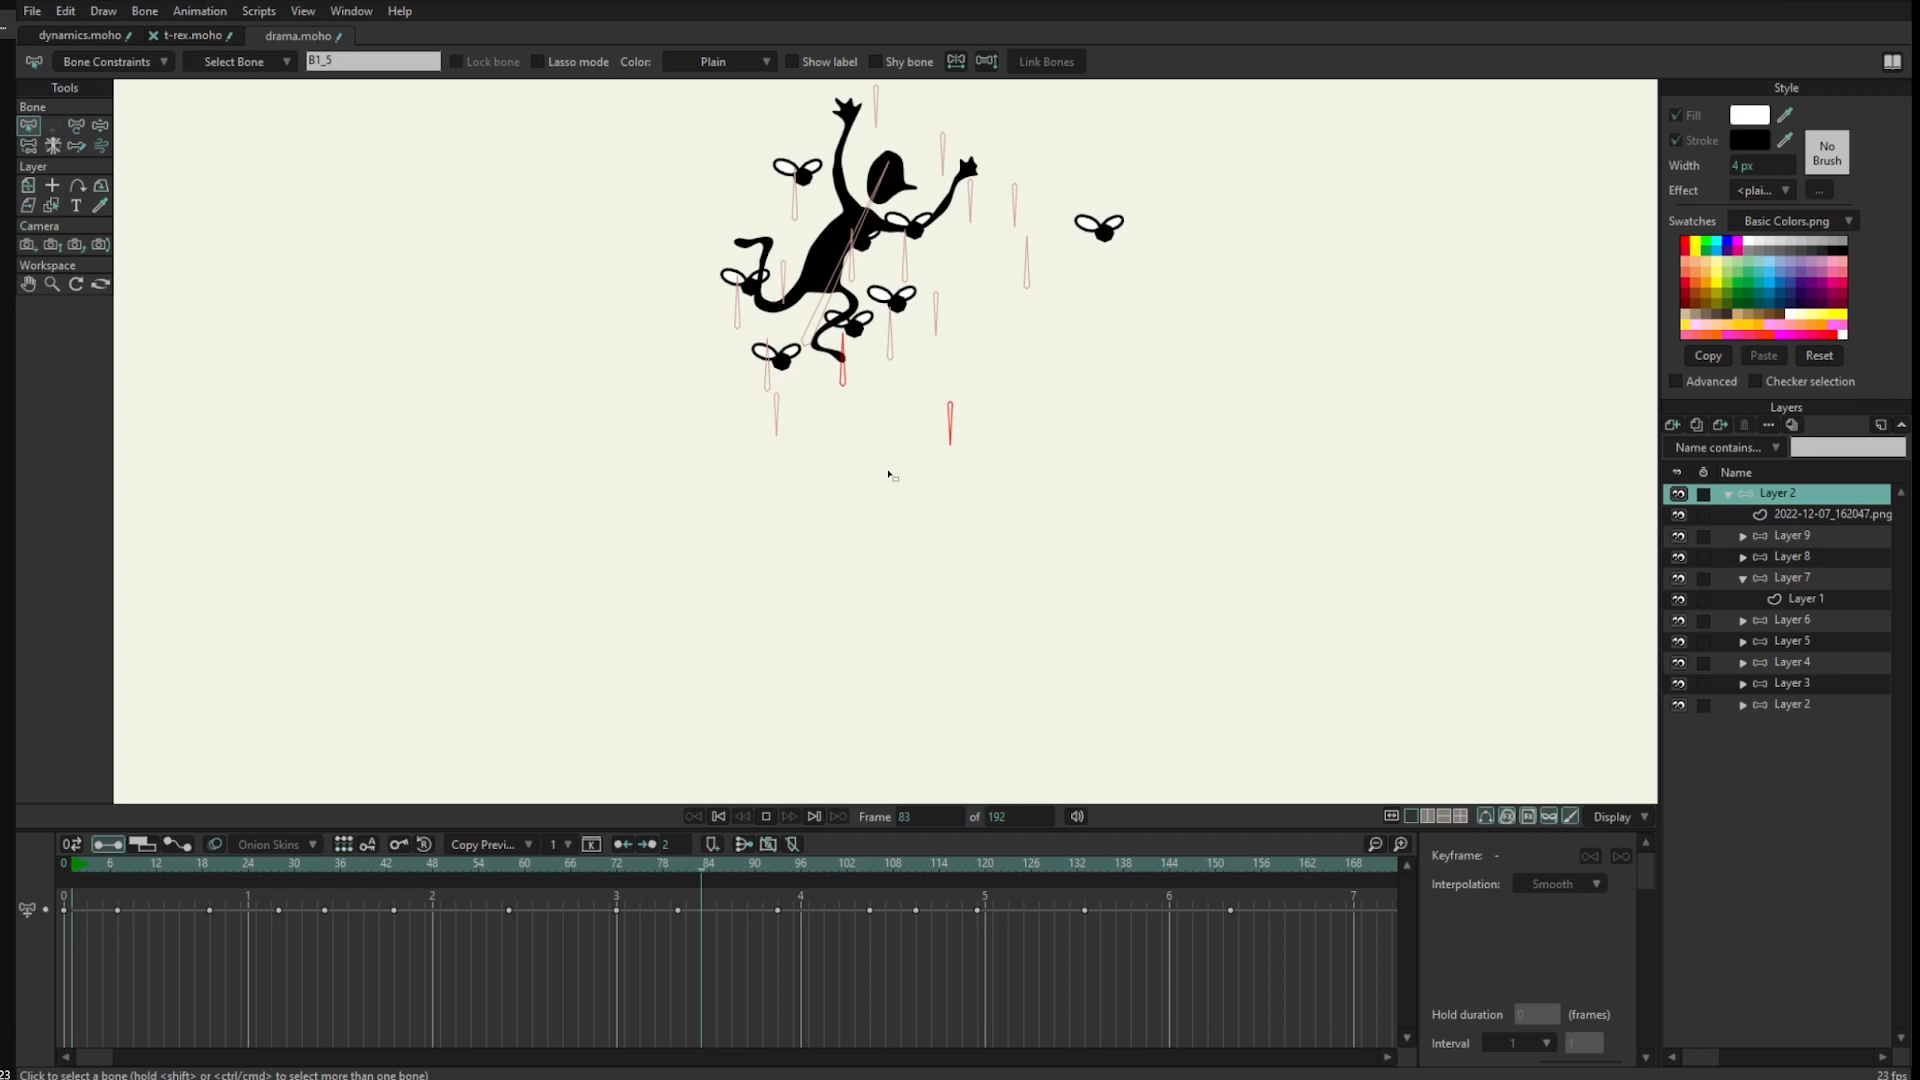 File Edit Draw Bone Animation Scripts View Window Help
dynamics.moho t-rex.moho drama.moho
Bone Constraints Select Bone B1_5 Lock bone Lasso mode Color: Plain Show label Shy bone Link Bones
Tools
Bone
Layer
Camera
Workspace
Style
Fill
Stroke
No Brush
Width 4 px
Effect <plai... ...
Swatches Basic Colors.png
Copy Paste Reset
Advanced Checker selection
Layers
Name contains...
Name
Layer 2
2022-12-07_162047.png
Layer 9
Layer 8
Layer 7
Layer 1
Layer 6
Layer 5
Layer 4
Layer 3
Layer 2
Frame 83 of 192 Display
Onion Skins Copy Previ... 1 2
0 6 12 18 24 30 36 42 48 54 60 66 72 78 84 90 96 102 108 114 120 126 132 138 144 150 156 162 168
0 1 2 3 4 5 6 7
Keyframe: -
Interpolation: Smooth
Hold duration 0 (frames)
Interval 1 1
23 Click to select a bone (hold <shift> or <ctrl/cmd> to select more than one bone) 23 fps